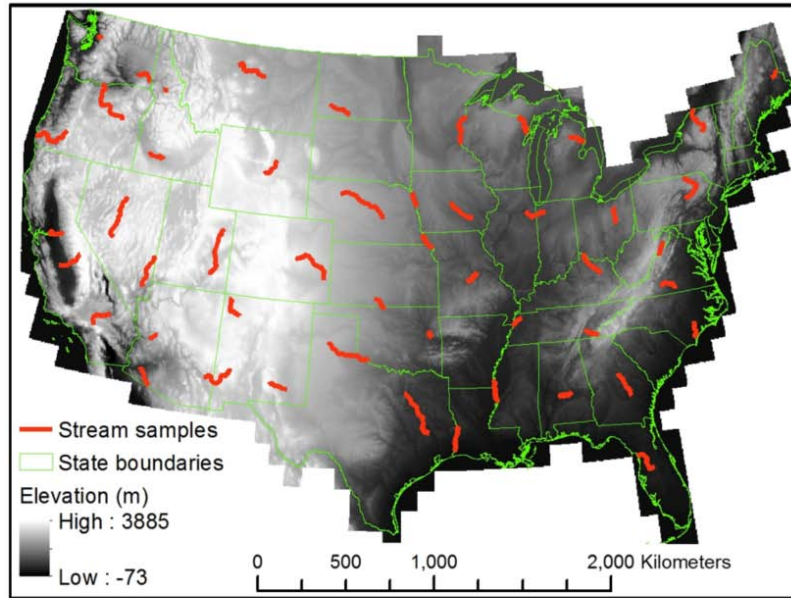 Stream samples
State boundaries
Elevation (m)
High : 3885
Low : -73
0 500 1,000 2,000 Kilometers